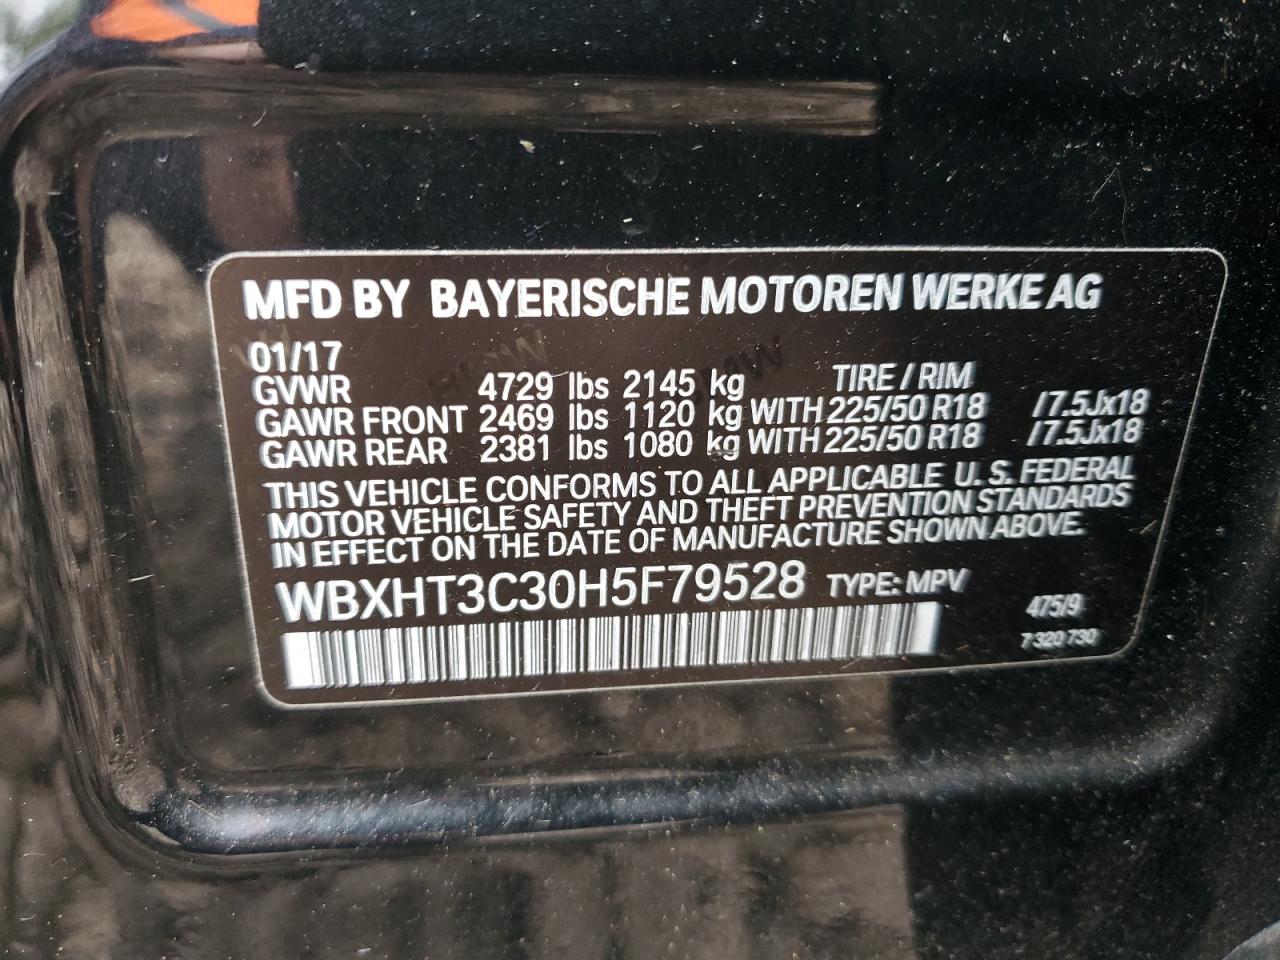 MFD BY BAYERISCHE MOTOREN WERKE AG
01/17
GVWR 4729 lbs 2145 kg TIRE / RIM
GAWR FRONT 2469 lbs 1120 kg WITH 225/50 R18 /7.5Jx18
GAWR REAR 2381 lbs 1080 kg WITH 225/50 R18 /7.5Jx18
THIS VEHICLE CONFORMS TO ALL APPLICABLE U.S. FEDERAL
MOTOR VEHICLE SAFETY AND THEFT PREVENTION STANDARDS
IN EFFECT ON THE DATE OF MANUFACTURE SHOWN ABOVE.
WBXHT3C30H5F79528 TYPE: MPV
475/9
7 320 730